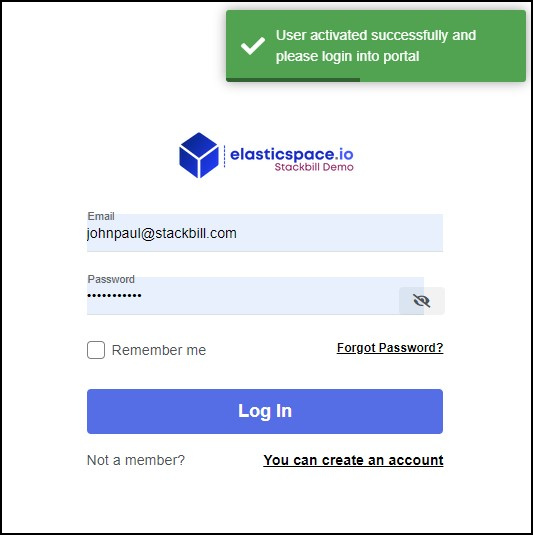 User activated successfully and
please login into portal
elasticspace.io
Stackbill Demo
Email
johnpaul@stackbill.com
Password
•••••••••••
Remember me
Forgot Password?
Log In
Not a member?
You can create an account